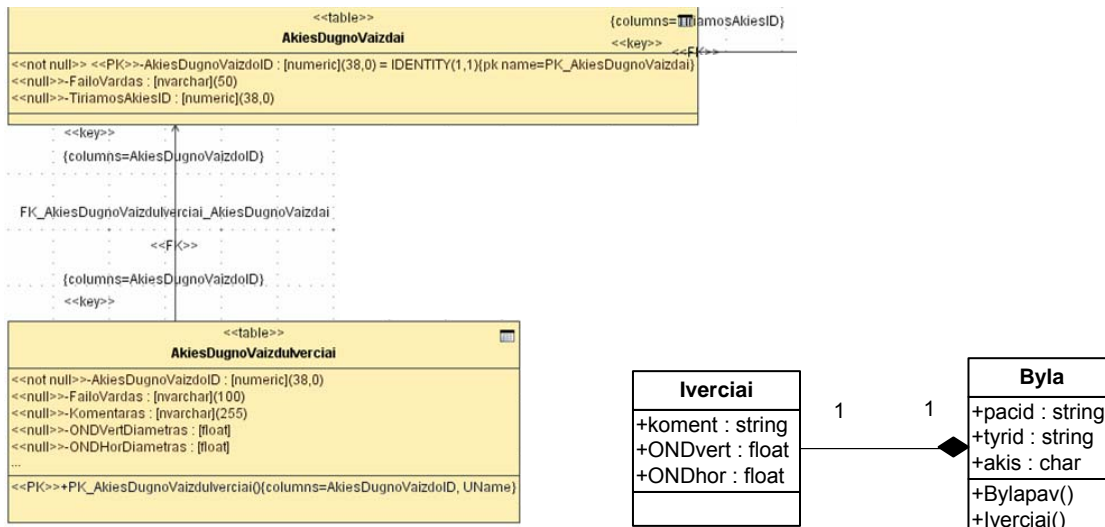 <<table>>
AkiesDugnoVaizdai
<<not null>> <<PK>>-AkiesDugnoVaizdoID : [numeric](38,0) = IDENTITY(1,1){pk name=PK_AkiesDugnoVaizdai}
<<null>>-FailoVardas : [nvarchar](50)
<<null>>-TiriamosAkiesID : [numeric](38,0)
{columns=TiriamosAkiesID}
<<key>>
<<FK>>
<<key>>
{columns=AkiesDugnoVaizdoID}
FK_AkiesDugnoVaizduIverciai_AkiesDugnoVaizdai
<<FK>>
{columns=AkiesDugnoVaizdoID}
<<key>>
<<table>>
AkiesDugnoVaizduIverciai
<<not null>>-AkiesDugnoVaizdoID : [numeric](38,0)
<<null>>-FailoVardas : [nvarchar](100)
<<null>>-Komentaras : [nvarchar](255)
<<null>>-ONDVertDiametras : [float]
<<null>>-ONDHorDiametras : [float]
...
<<PK>>+PK_AkiesDugnoVaizduIverciai(){columns=AkiesDugnoVaizdoID, UName}
Iverciai
+koment : string
+ONDvert : float
+ONDhor : float
1
1
Byla
+pacid : string
+tyrid : string
+akis : char
+Bylapav()
+Iverciai()